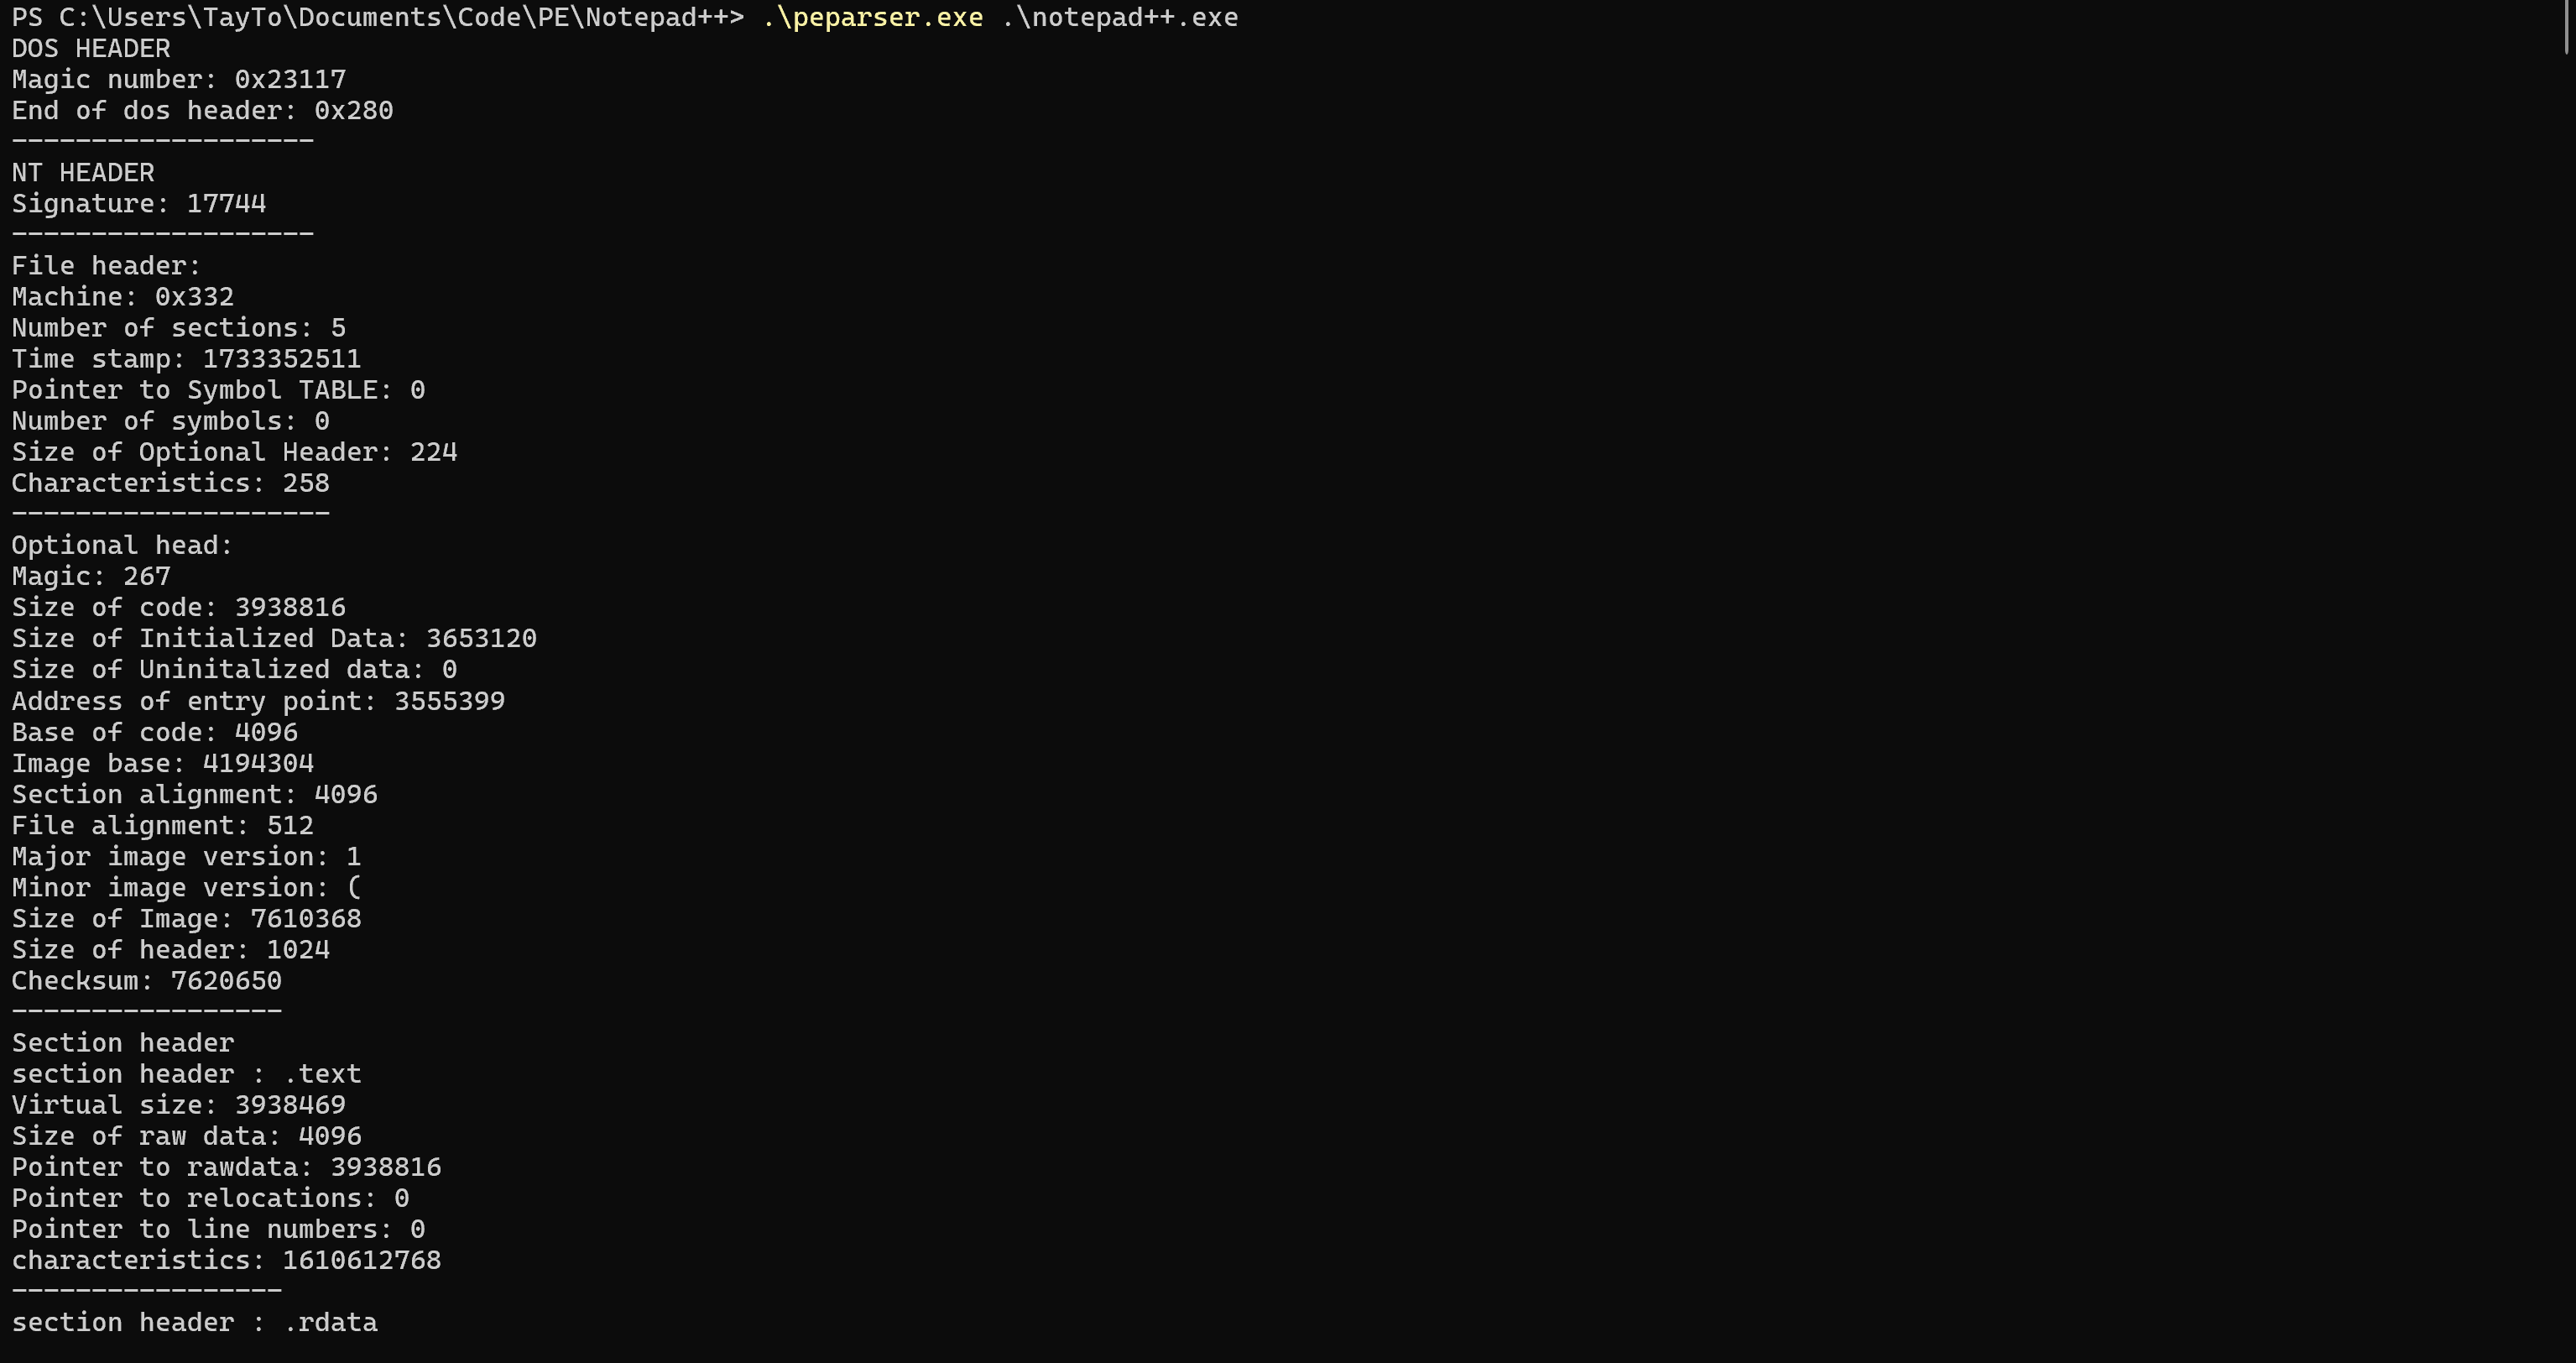 PS C:\Users\TayTo\Documents\Code\PE\Notepad++> .\peparser.exe .\notepad++.exe
DOS HEADER
Magic number: 0x23117
End of dos header: 0x280
-------------------
NT HEADER
Signature: 17744
-------------------
File header:
Machine: 0x332
Number of sections: 5
Time stamp: 1733352511
Pointer to Symbol TABLE: 0
Number of symbols: 0
Size of Optional Header: 224
Characteristics: 258
--------------------
Optional head:
Magic: 267
Size of code: 3938816
Size of Initialized Data: 3653120
Size of Uninitalized data: 0
Address of entry point: 3555399
Base of code: 4096
Image base: 4194304
Section alignment: 4096
File alignment: 512
Major image version: 1
Minor image version: (
Size of Image: 7610368
Size of header: 1024
Checksum: 7620650
-----------------
Section header
section header : .text
Virtual size: 3938469
Size of raw data: 4096
Pointer to rawdata: 3938816
Pointer to relocations: 0
Pointer to line numbers: 0
characteristics: 1610612768
-----------------
section header : .rdata